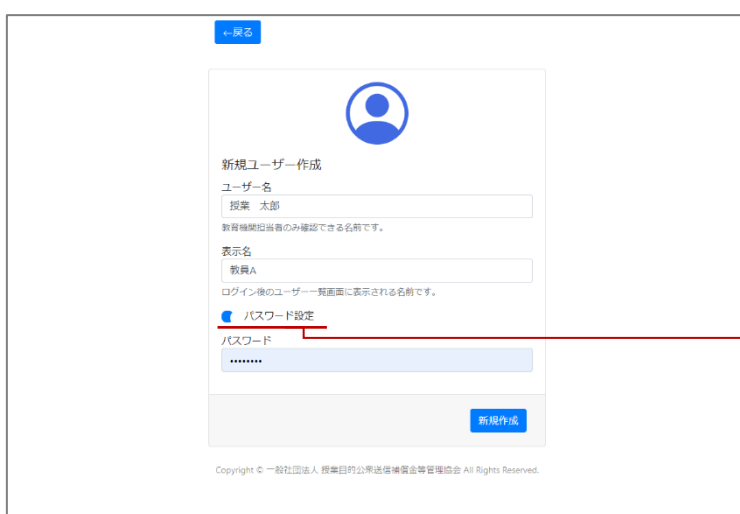 ←戻る
新規ユーザー作成
ユーザー名
授業　太郎
教育機関担当者のみ確認できる名前です。
表示名
教員A
ログイン後のユーザー一覧画面に表示される名前です。
パスワード設定
パスワード
••••••••
新規作成
Copyright © 一般社団法人 授業目的公衆送信補償金等管理協会 All Rights Reserved.